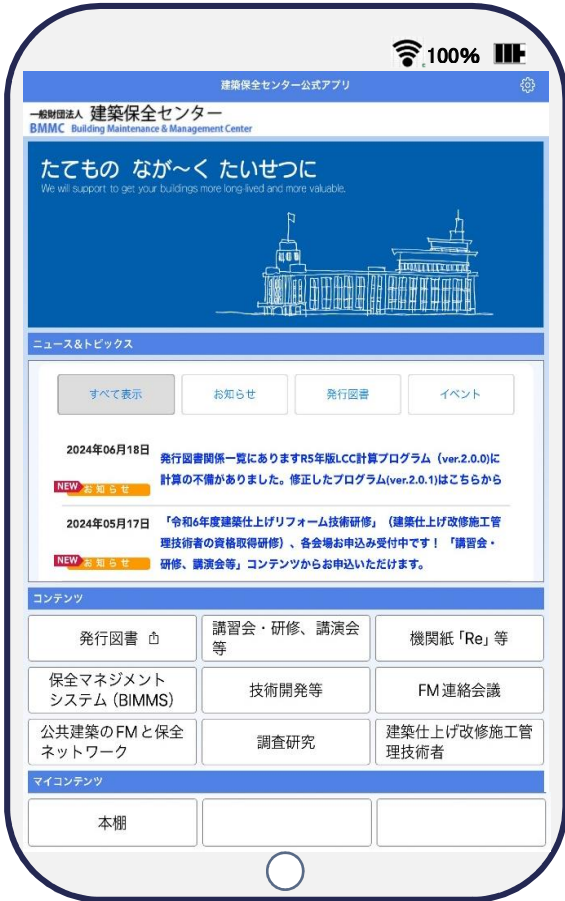 100%
建築保全センター公式アプリ
一般財団法人 建築保全センター
BMMC Building Maintenance & Management Center
たてもの なが〜く たいせつに
We will support to get your buildings more long-lived and more valuable.
ニュース&トピックス
すべて表示 お知らせ 発行図書 イベント
2024年06月18日
発行図書関係一覧にありますR5年版LCC計算プログラム（ver.2.0.0)に
計算の不備がありました。修正したプログラム(ver.2.0.1)はこちらから
NEW お知らせ
2024年05月17日
「令和6年度建築仕上げリフォーム技術研修」（建築仕上げ改修施工管
理技術者の資格取得研修）、各会場お申込み受付中です！ 「講習会・
研修、講演会等」コンテンツからお申込いただけます。
NEW お知らせ
コンテンツ
発行図書
講習会・研修、講演会
等
機関紙「Re」等
保全マネジメント
システム（BIMMS）
技術開発等
FM連絡会議
公共建築のFMと保全
ネットワーク
調査研究
建築仕上げ改修施工管
理技術者
マイコンテンツ
本棚